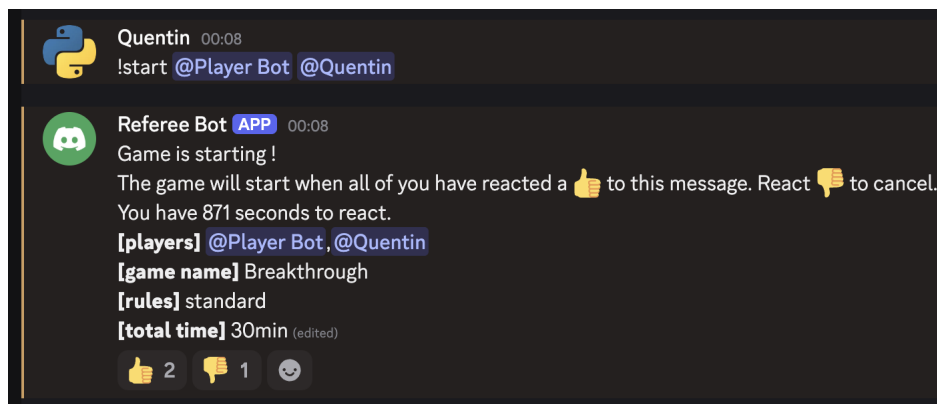 Quentin 00:08
!start @Player Bot @Quentin
Referee Bot APP 00:08
Game is starting !
The game will start when all of you have reacted a 👍 to this message. React 👎 to cancel.
You have 871 seconds to react.
[players] @Player Bot,@Quentin
[game name] Breakthrough
[rules] standard
[total time] 30min (edited)
👍 2 👎 1